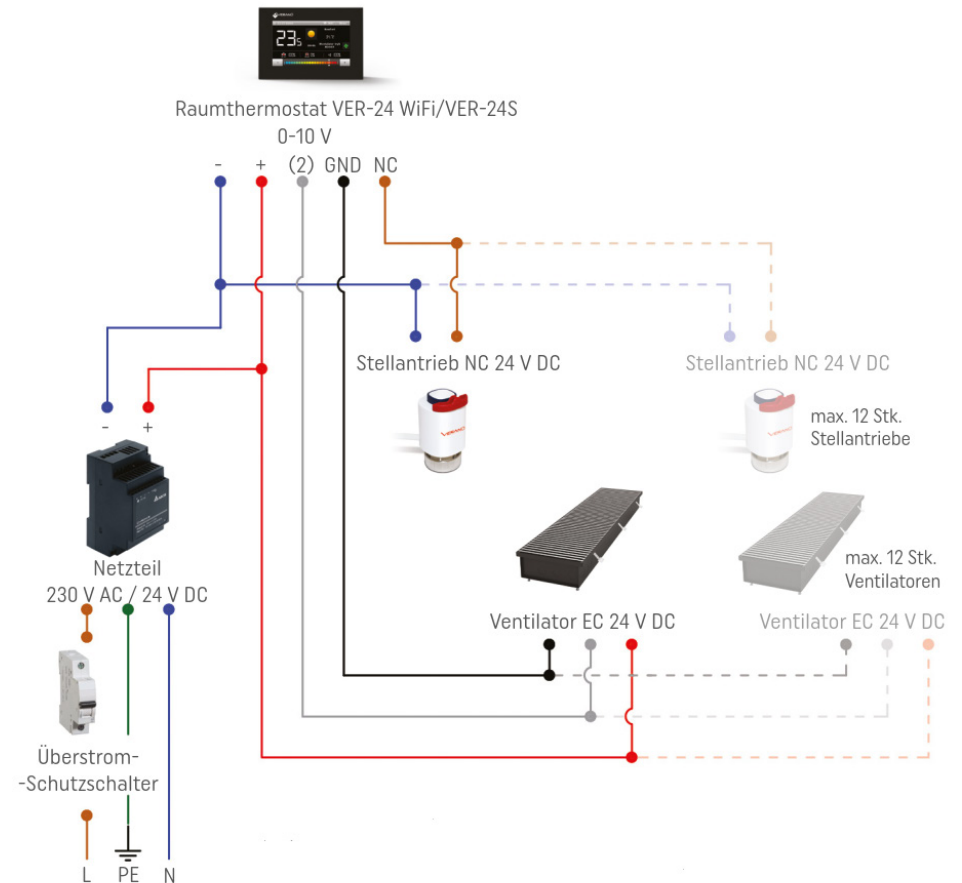 23
Raumthermostat VER-24 WiFi/VER-24S
0-10 V
- + (2) GND NC
Stellantrieb NC 24 V DC
Stellantrieb NC 24 V DC
max. 12 Stk.
Stellantriebe
- +
Netzteil
230 V AC / 24 V DC
max. 12 Stk.
Ventilatoren
Ventilator EC 24 V DC
Ventilator EC 24 V DC
Überstrom-
-Schutzschalter
L PE N